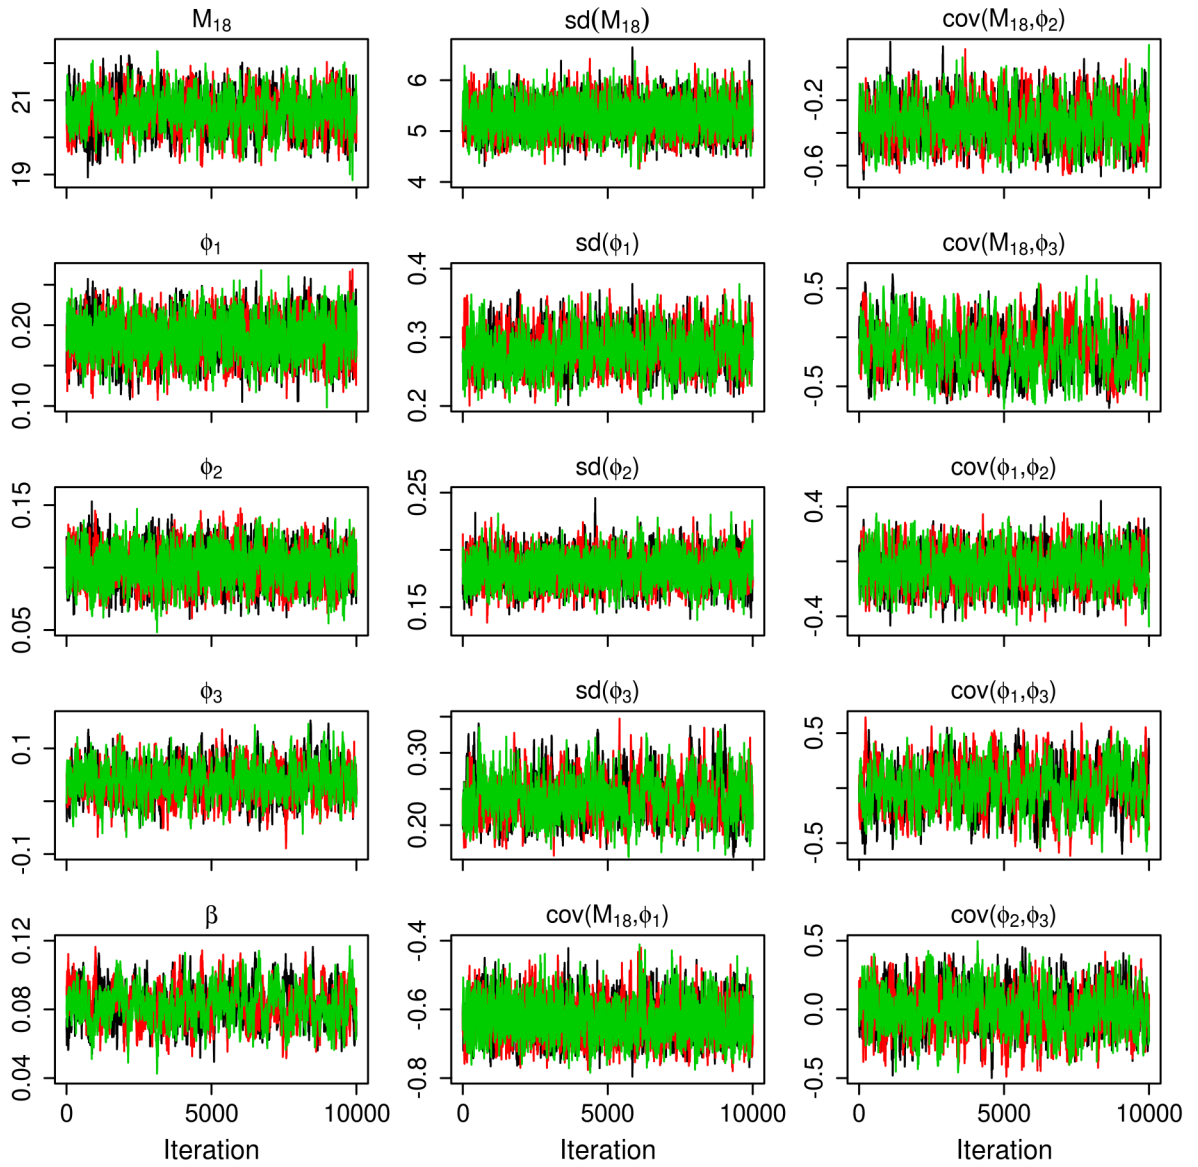 M₁₈ sd(M₁₈) cov(M₁₈,ϕ₂)
19 21
4 5 6
-0.6 -0.2
ϕ₁ sd(ϕ₁) cov(M₁₈,ϕ₃)
0.10 0.20
0.2 0.3 0.4
-0.5 0.5
ϕ₂ sd(ϕ₂) cov(ϕ₁,ϕ₂)
0.05 0.15
0.15 0.25
-0.4 0.44
ϕ₃ sd(ϕ₃) cov(ϕ₁,ϕ₃)
-0.1 0.1
0.20 0.30
-0.5 0.5
β cov(M₁₈,ϕ₁) cov(ϕ₂,ϕ₃)
0.04 0.08 0.12
-0.8 -0.6 -0.4
-0.5 0.0 0.5
0 5000 10000 0 5000 10000 0 5000 10000
Iteration Iteration Iteration